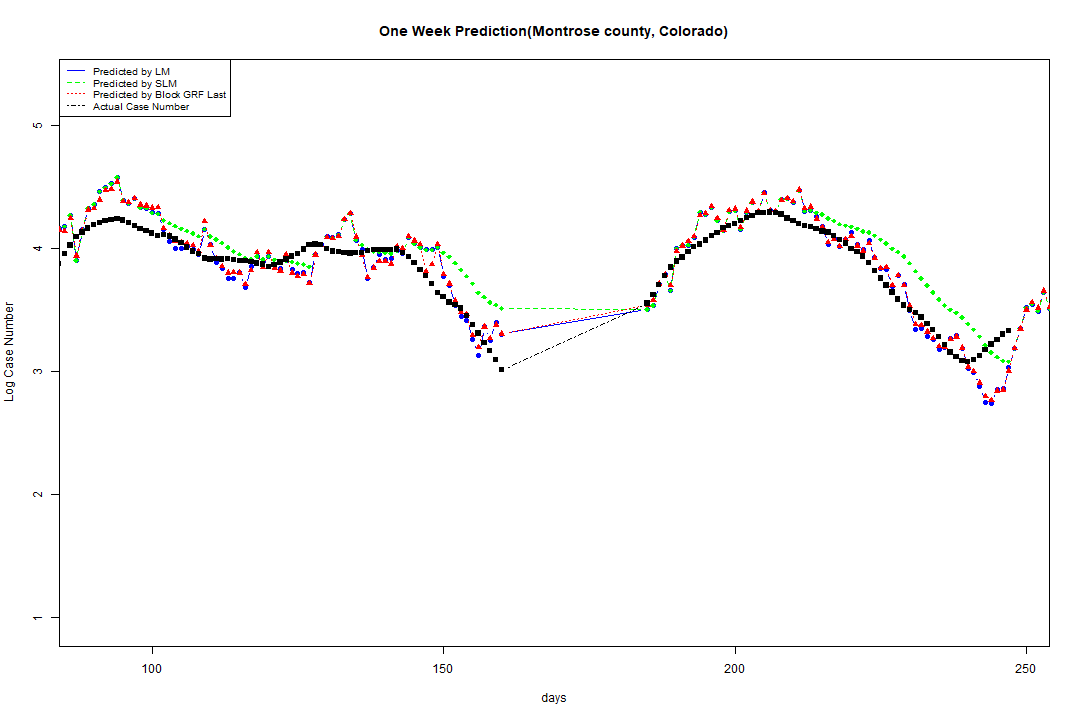 One Week Prediction(Montrose county, Colorado)
Predicted by LM
Predicted by SLM
Predicted by Block GRF Last
Actual Case Number
5
4
3
2
1
Log Case Number
100
150
200
250
days